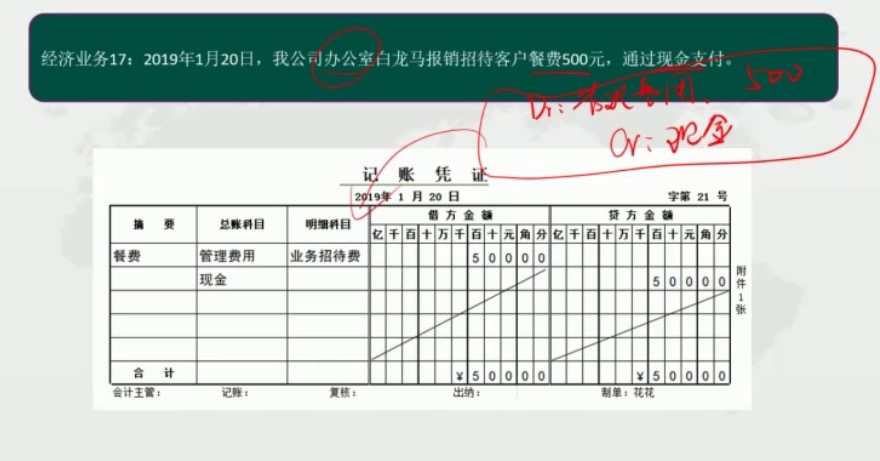 经济业务17：2019年1月20日，我公司办公室白龙马报销招待客户餐费500元，通过现金支付。
500
Cr：现金
记 账 凭 证
2019年 1 月 20 日 字第 21 号
摘 要 总账科目 明细科目 借 方 金 额 贷 方 金 额
亿 千 百 十 万 千 百 十 元 角 分 亿 千 百 十 万 千 百 十 元 角 分
餐费 管理费用 业务招待费 5 0 0 0 0
现金 5 0 0 0 0
附件1张
合 计 ¥ 5 0 0 0 0 ¥ 5 0 0 0 0
会计主管： 记账： 复核： 出纳： 制单：花花